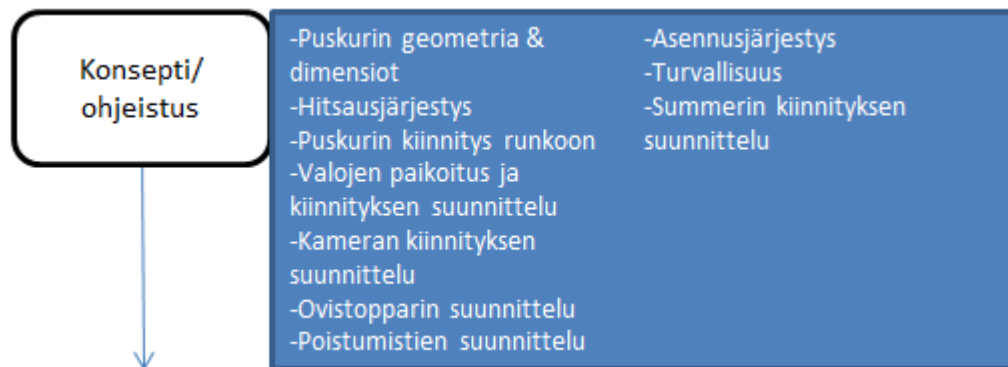 Konsepti/
ohjeistus
-Puskurin geometria &
dimensiot
-Hitsausjärjestys
-Puskurin kiinnitys runkoon
-Valojen paikoitus ja
kiinnityksen suunnittelu
-Kameran kiinnityksen
suunnittelu
-Ovistopparin suunnittelu
-Poistumistien suunnittelu
-Asennusjärjestys
-Turvallisuus
-Summerin kiinnityksen
suunnittelu